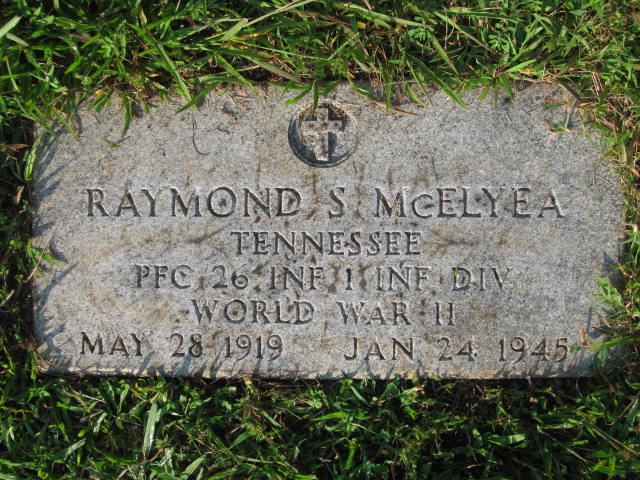 RAYMOND S McELYEA
TENNESSEE
PFC 26 INF 1 INF DIV
WORLD WAR II
MAY 28 1919 JAN 24 1945